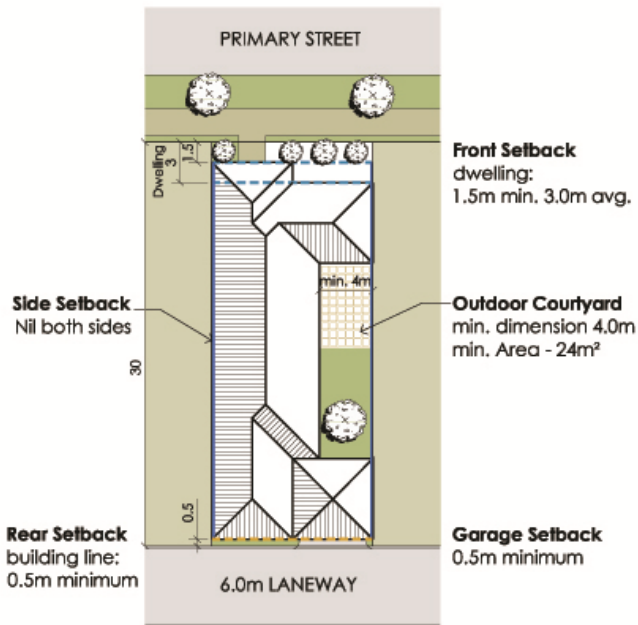 PRIMARY STREET
Dwelling
3
1.5
Front Setback
dwelling:
1.5m min. 3.0m avg.
min. 4m
Side Setback
Nil both sides
Outdoor Courtyard
min. dimension 4.0m
min. Area - 24m²
30
0.5
Rear Setback
building line:
0.5m minimum
Garage Setback
0.5m minimum
6.0m LANEWAY